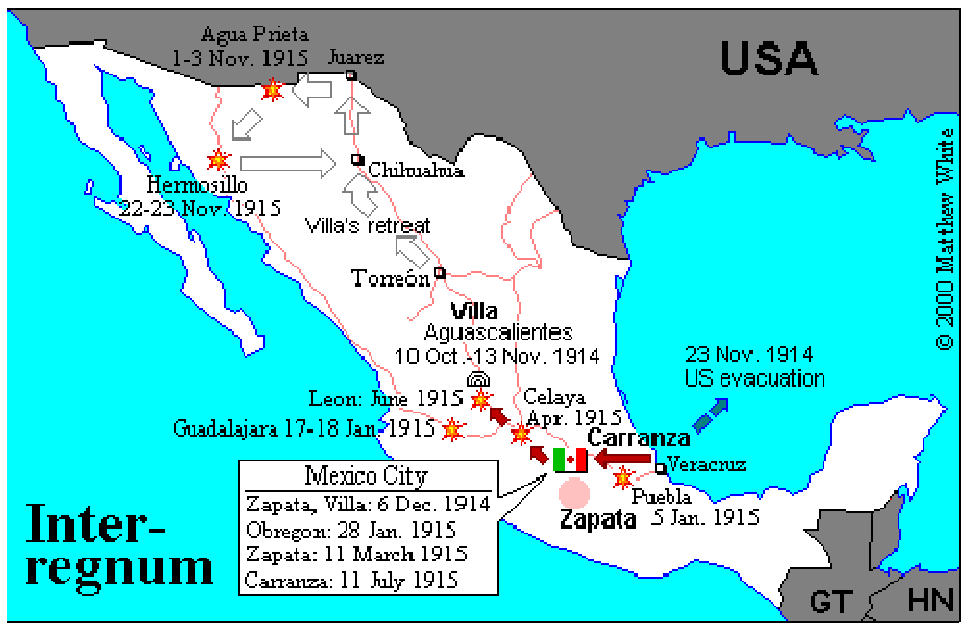 Agua Prieta
1-3 Nov. 1915
Juarez
USA
Chihuahua
Hermosillo
22-23 Nov. 1915
Villa's retreat
Torreón
© 2000 Matthew White
Villa
Aguascalientes
10 Oct.-13 Nov. 1914
23 Nov. 1914
US evacuation
Leon: June 1915
Celaya
Apr. 1915
Guadalajara 17-18 Jan. 1915
Carranza
Veracruz
Puebla
5 Jan. 1915
Zapata
Mexico City
Zapata, Villa: 6 Dec. 1914
Obregon: 28 Jan. 1915
Zapata: 11 March 1915
Carranza: 11 July 1915
Inter-
regnum
GT
HN